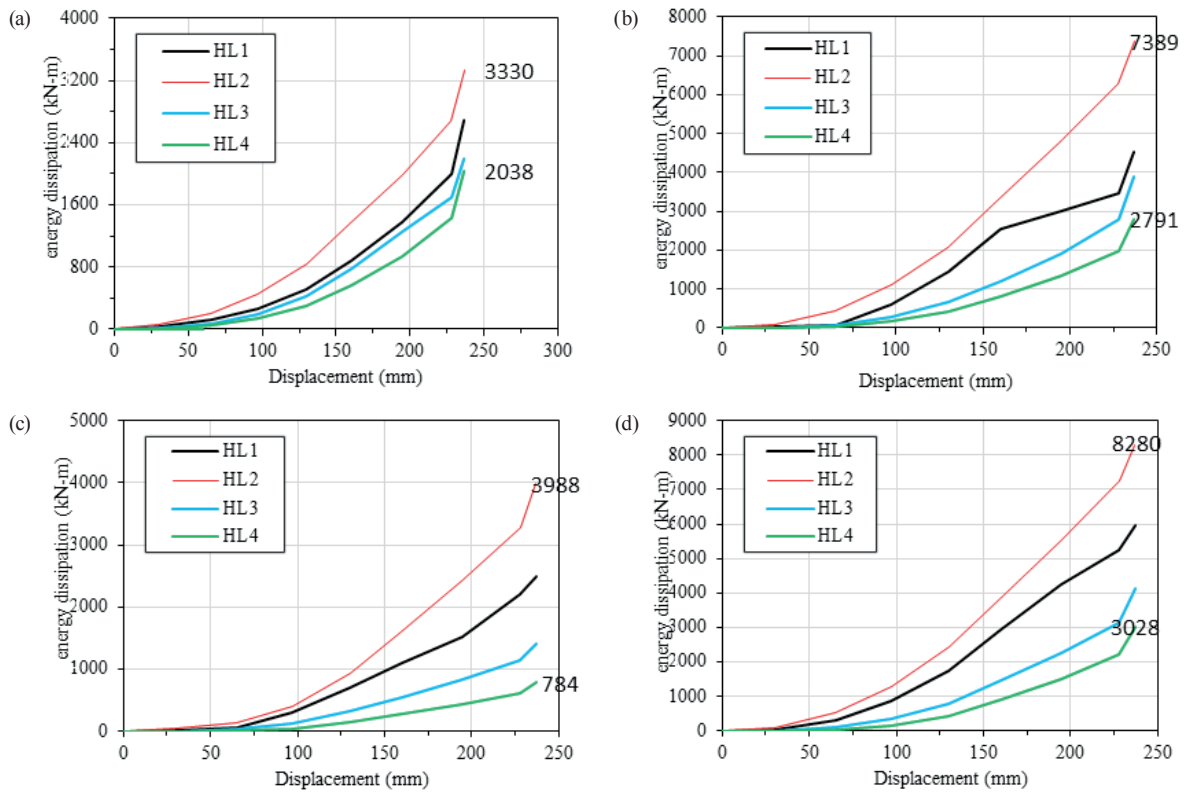 (a)
energy dissipation (kN-m)
4000
3200
2400
1600
800
0
HL1
HL2
HL3
HL4
3330
2038
0 50 100 150 200 250 300
Displacement (mm)
(b)
energy dissipation (kN-m)
8000
7000
6000
5000
4000
3000
2000
1000
0
HL1
HL2
HL3
HL4
7389
2791
0 50 100 150 200 250
Displacement (mm)
(c)
energy dissipation (kN-m)
5000
4000
3000
2000
1000
0
HL1
HL2
HL3
HL4
3988
784
0 50 100 150 200 250
Displacement (mm)
(d)
energy dissipation (kN-m)
9000
8000
7000
6000
5000
4000
3000
2000
1000
0
HL1
HL2
HL3
HL4
8280
3028
0 50 100 150 200 250
Displacement (mm)